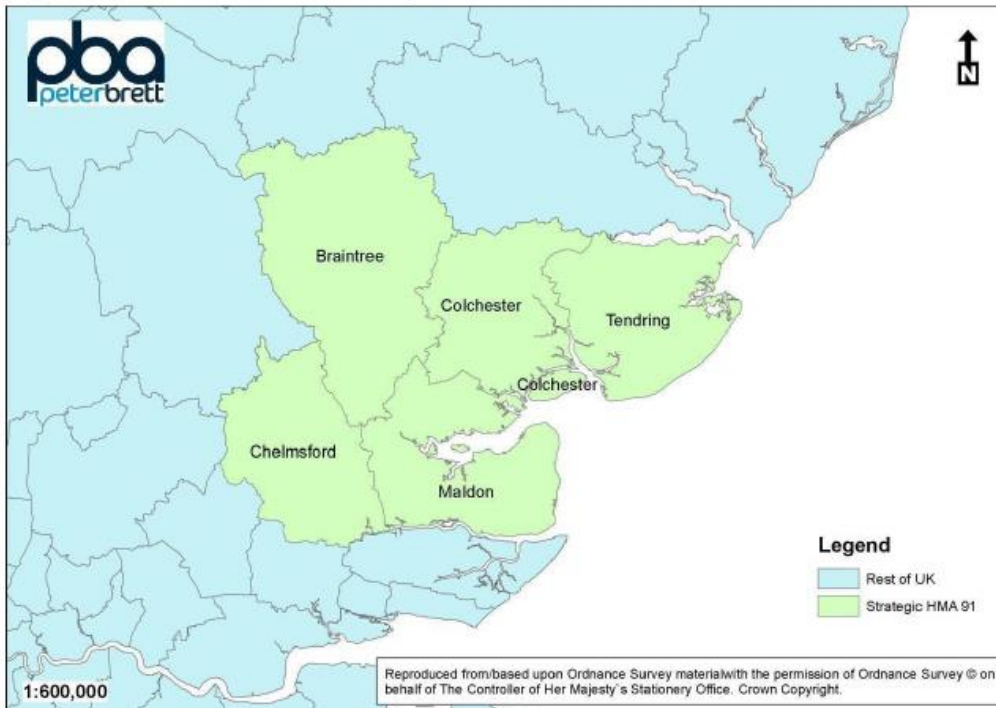 pba
peterbrett
N
Braintree
Colchester
Tendring
Colchester
Chelmsford
Maldon
Legend
Rest of UK
Strategic HMA 91
1:600,000
Reproduced from/based upon Ordnance Survey materialwith the permission of Ordnance Survey © on
behalf of The Controller of Her Majesty`s Stationery Office. Crown Copyright.